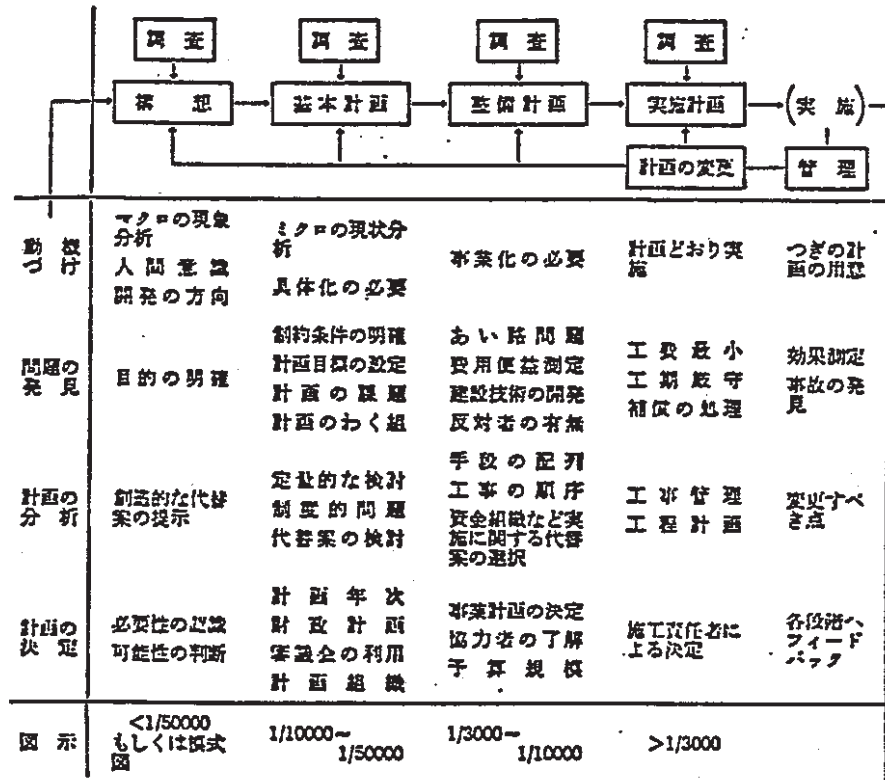 調査 調査 調査 調査
構想 基本計画 整備計画 実施計画 (実施)
計画の変更 管理
動機づけ
マクロの現象
分析
人間意識
開発の方向
ミクロの現状分
析
具体化の必要
事業化の必要
計画どおり実
施
つぎの計
画の用意
問題の
発見
目的の明確
制約条件の明確
計画目標の設定
計画の課題
計画のわく組
あい路問題
費用便益測定
建設技術の開発
反対者の有無
工費最小
工期厳守
補償の処理
効果測定
事故の発
見
計画の
分析
創造的な代替
案の提示
定量的な検討
制度的問題
代替案の検討
手段の配列
工事の順序
資金組織など実
施に関する代替
案の選択
工事管理
工程計画
変更すべ
き点
計画の
決定
必要性の認識
可能性の判断
計画年次
財政計画
審議会の利用
計画組織
事業計画の決定
協力者の了解
予算規模
施工責任者に
よる決定
各段階へ
フィード
バック
図示
<1/50000
もしくは模式
図
1/10000~
1/50000
1/3000~
1/10000
>1/3000